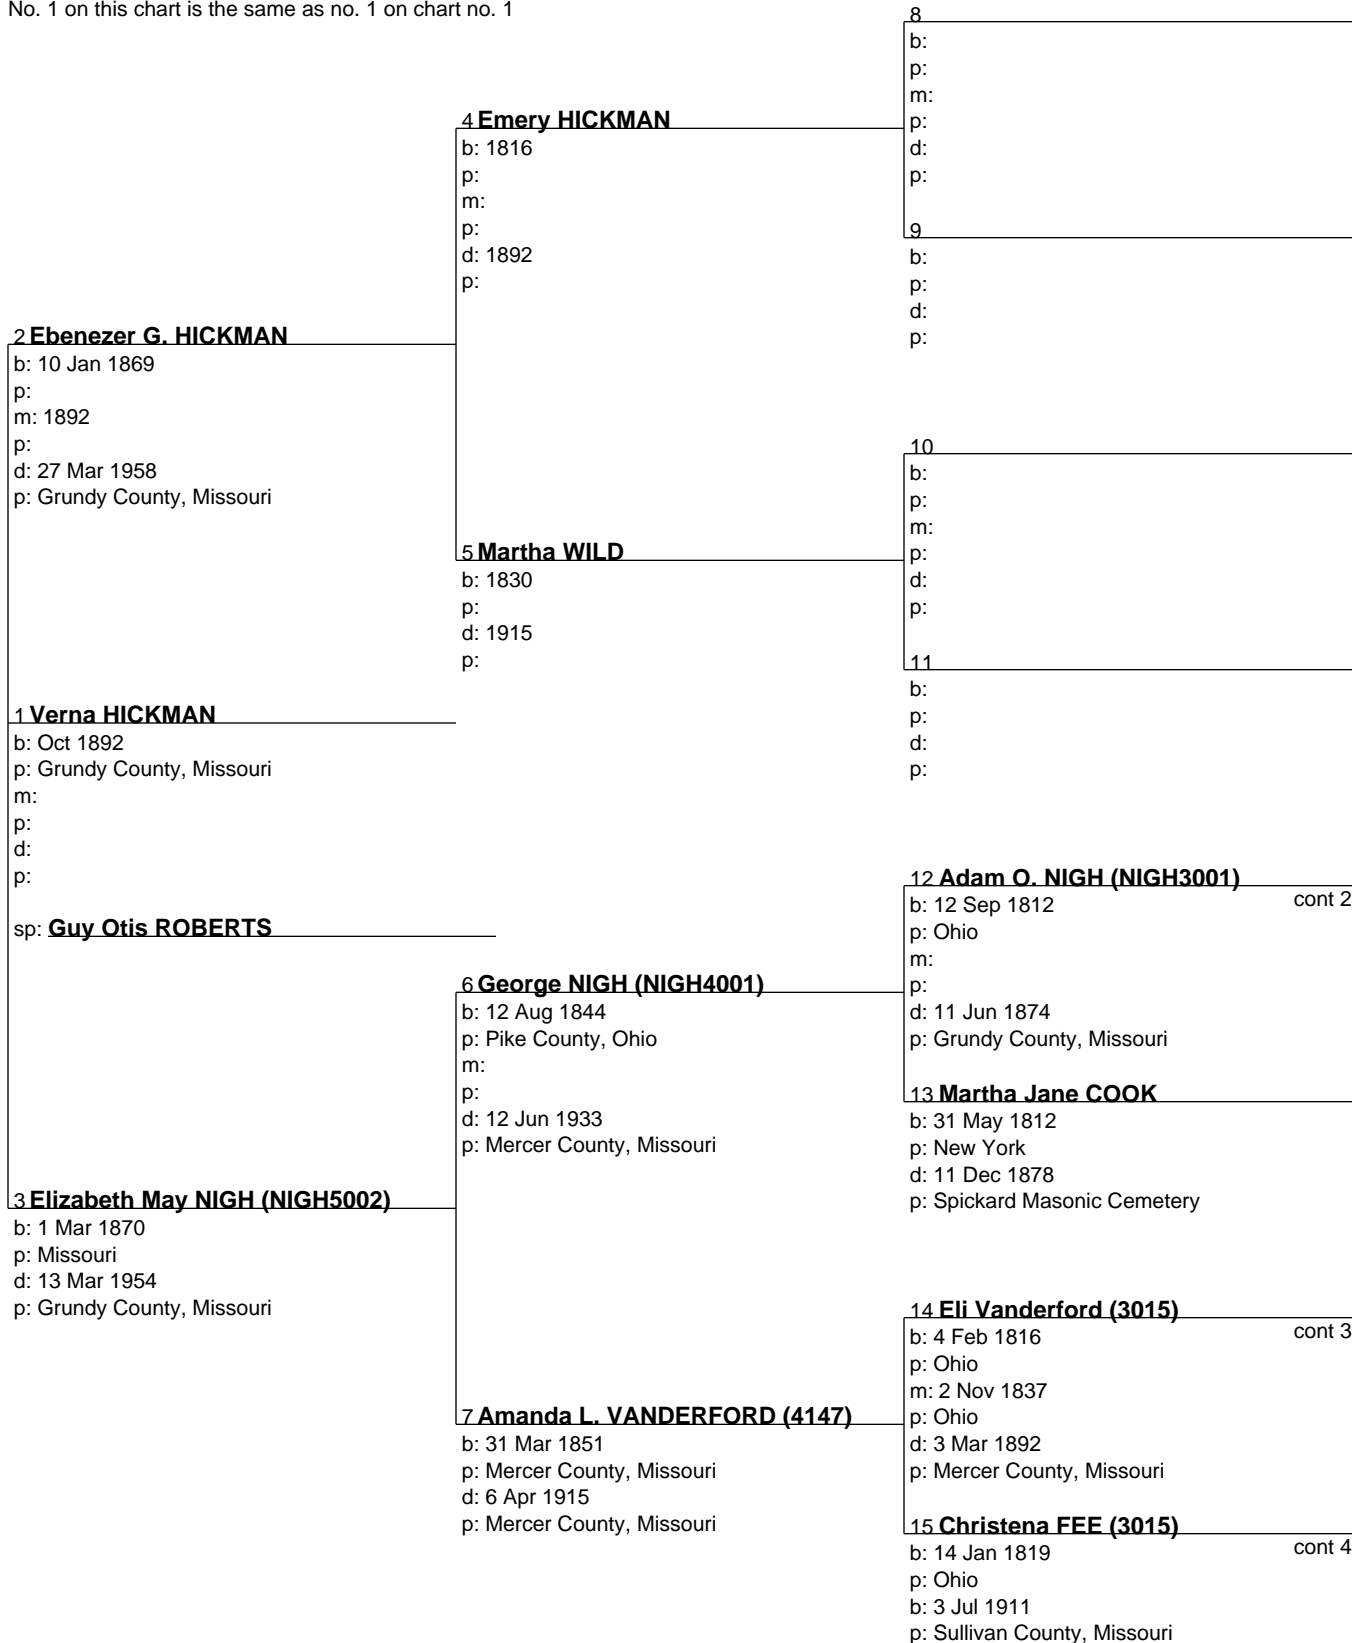 No. 1 on this chart is the same as no. 1 on chart no. 1
8
b:
p:
m:
p:
d:
p:
4 Emery HICKMAN
b: 1816
p:
m:
p:
d: 1892
p:
9
b:
p:
d:
p:
2 Ebenezer G. HICKMAN
b: 10 Jan 1869
p:
m: 1892
p:
d: 27 Mar 1958
p: Grundy County, Missouri
10
b:
p:
m:
p:
d:
p:
5 Martha WILD
b: 1830
p:
d: 1915
p:
11
b:
p:
d:
p:
1 Verna HICKMAN
b: Oct 1892
p: Grundy County, Missouri
m:
p:
d:
p:
sp: Guy Otis ROBERTS
12 Adam O. NIGH (NIGH3001)
cont 2
b: 12 Sep 1812
p: Ohio
m:
p:
d: 11 Jun 1874
p: Grundy County, Missouri
6 George NIGH (NIGH4001)
b: 12 Aug 1844
p: Pike County, Ohio
m:
p:
d: 12 Jun 1933
p: Mercer County, Missouri
13 Martha Jane COOK
b: 31 May 1812
p: New York
d: 11 Dec 1878
p: Spickard Masonic Cemetery
3 Elizabeth May NIGH (NIGH5002)
b: 1 Mar 1870
p: Missouri
d: 13 Mar 1954
p: Grundy County, Missouri
14 Eli Vanderford (3015)
cont 3
b: 4 Feb 1816
p: Ohio
m: 2 Nov 1837
p: Ohio
d: 3 Mar 1892
p: Mercer County, Missouri
7 Amanda L. VANDERFORD (4147)
b: 31 Mar 1851
p: Mercer County, Missouri
d: 6 Apr 1915
p: Mercer County, Missouri
15 Christena FEE (3015)
cont 4
b: 14 Jan 1819
p: Ohio
b: 3 Jul 1911
p: Sullivan County, Missouri